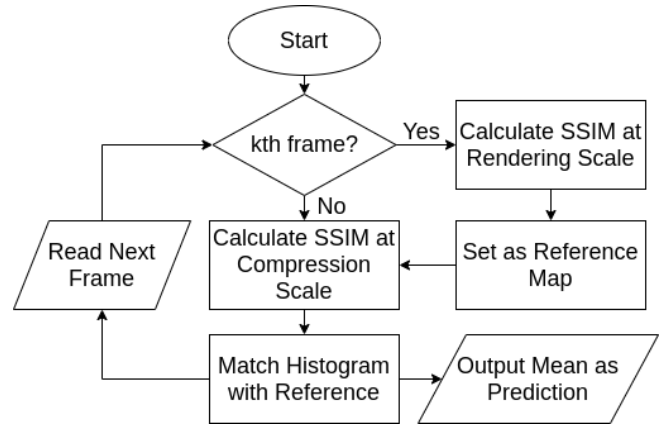 Start
kth frame?
Yes
Calculate SSIM at
Rendering Scale
No
Read Next
Frame
Calculate SSIM at
Compression
Scale
Set as Reference
Map
Match Histogram
with Reference
Output Mean as
Prediction